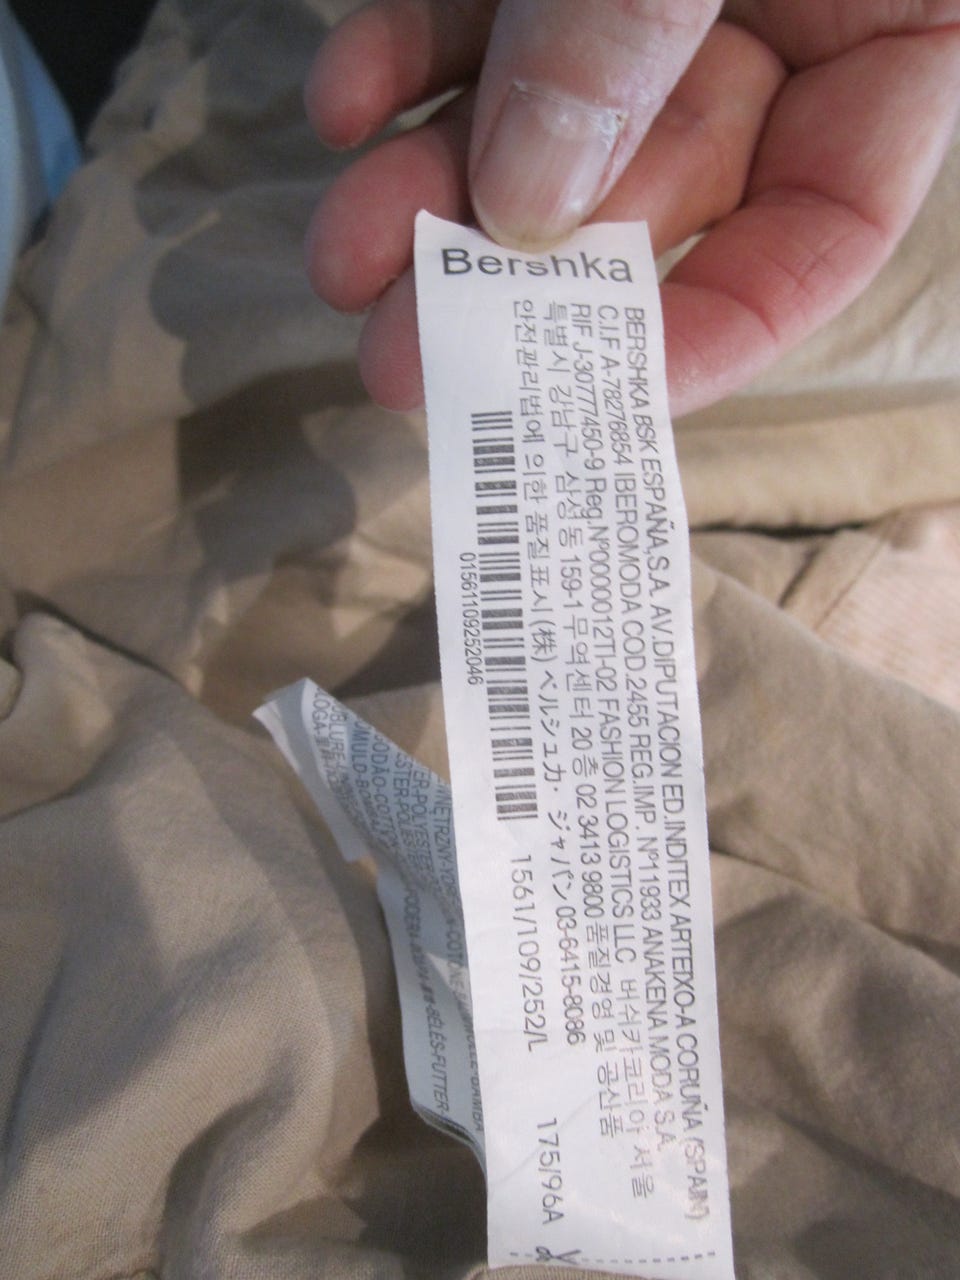 Bershka
BERSHKA BSK ESPAÑA,S.A. AV.DIPUTACION ED.INDITEX ARTEIXO-A CORUÑA (SPAIN)
C.I.F A-78276854 IBEROMODA COD.2455 REG.IMP. Nº11933 ANAKENA MODA S.A.
RIF J-30777450-9 Reg.Nº0000012TI-02 FASHION LOGISTICS LLC 버쉬카코리아 서울
특별시 강남구 삼성동 159-1 무역센터 20층 02 3413 9800 품질경영 및 공산품
안전관리법에 의한 품질표시 (株) ベルシュカ・ジャパン 03-6415-8086
01561109252046
1561/109/252/L 175/96A
BÉLÉS-FUTTER